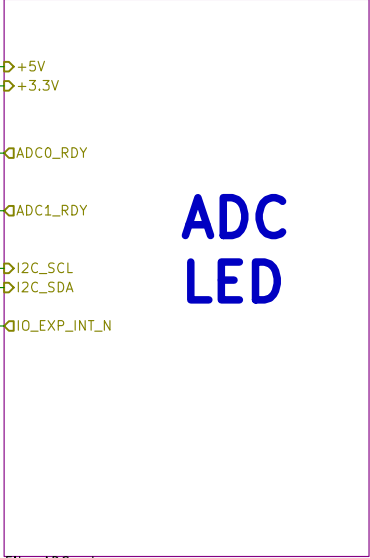 +5V
+3.3V
ADC0_RDY
ADC1_RDY
ADC
LED
I2C_SCL
I2C_SDA
IO_EXP_INT_N